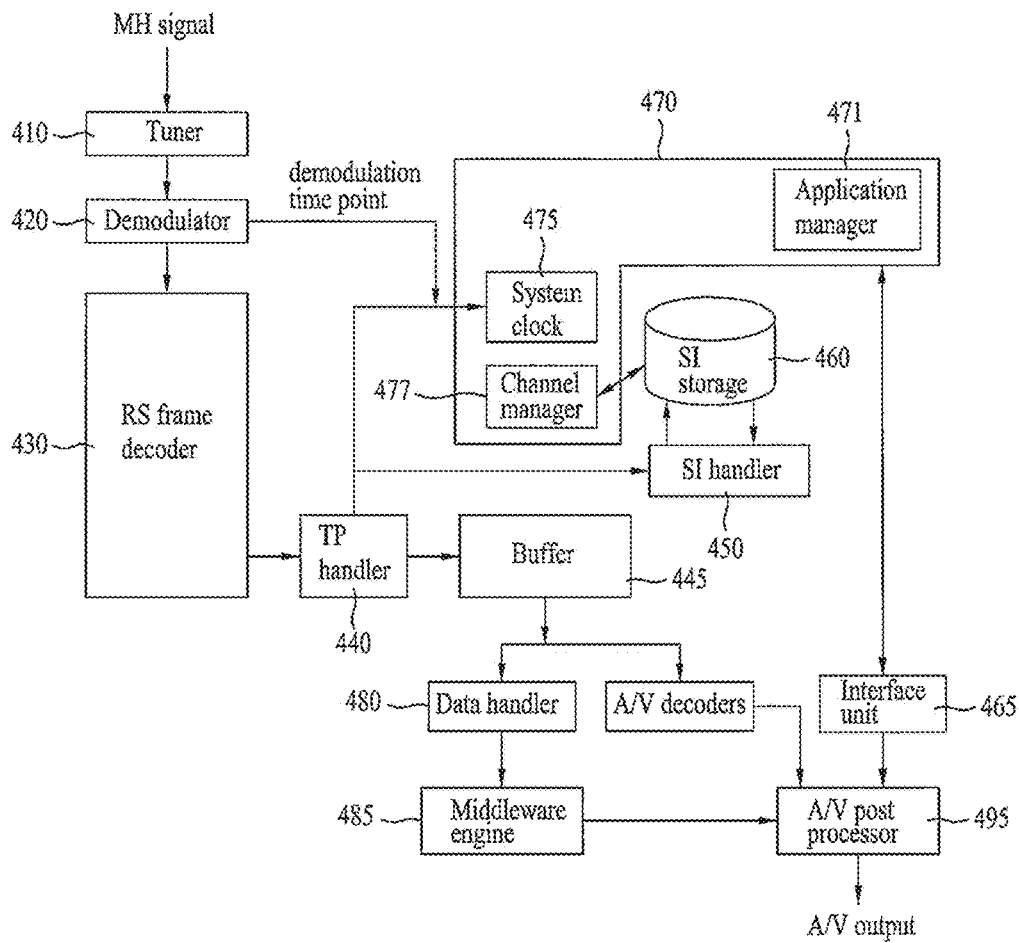 MH signal
410
Tuner
420
Demodulator
demodulation
time point
470
471
Application
manager
475
System
clock
477
Channel
manager
SI
storage
460
430
RS frame
decoder
SI handler
450
TP
handler
440
Buffer
445
480
Data handler
A/V decoders
Interface
unit
465
485
Middleware
engine
A/V post
processor
495
A/V output